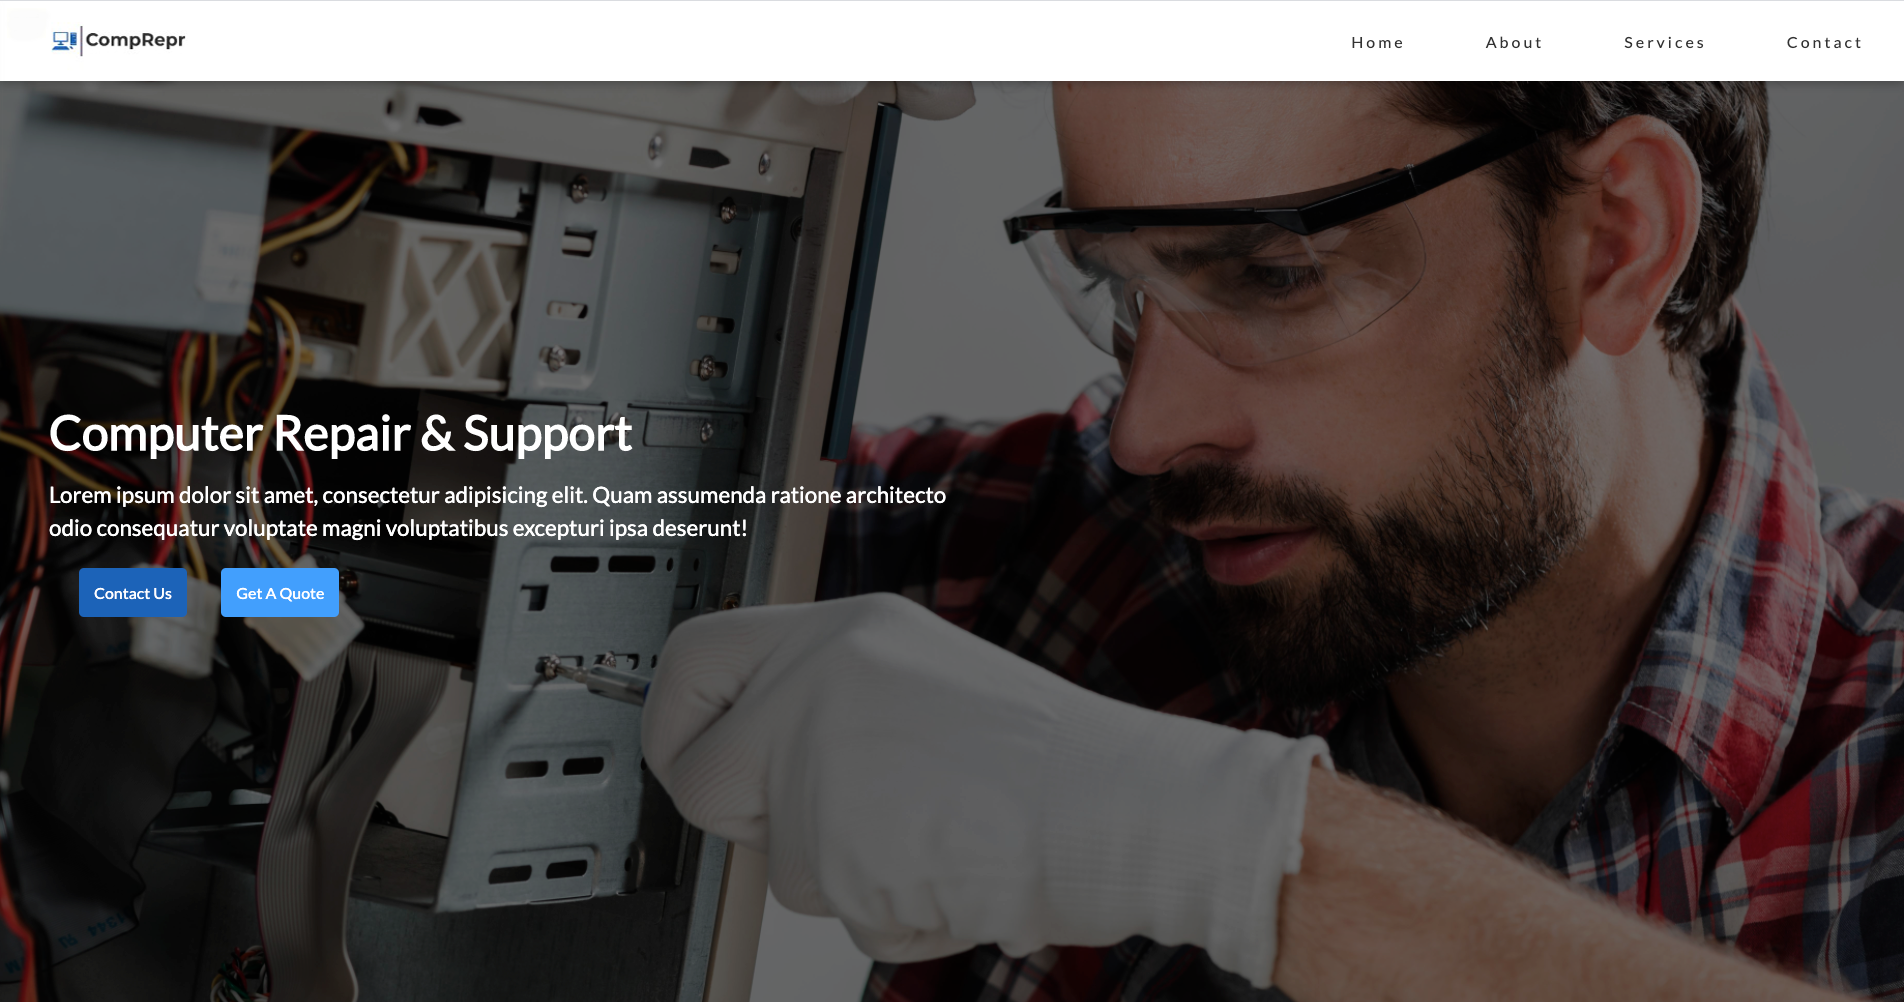 CompRepr
Home
About
Services
Contact
Computer Repair & Support
Lorem ipsum dolor sit amet, consectetur adipisicing elit. Quam assumenda ratione architecto
odio consequatur voluptate magni voluptatibus excepturi ipsa deserunt!
Contact Us
Get A Quote